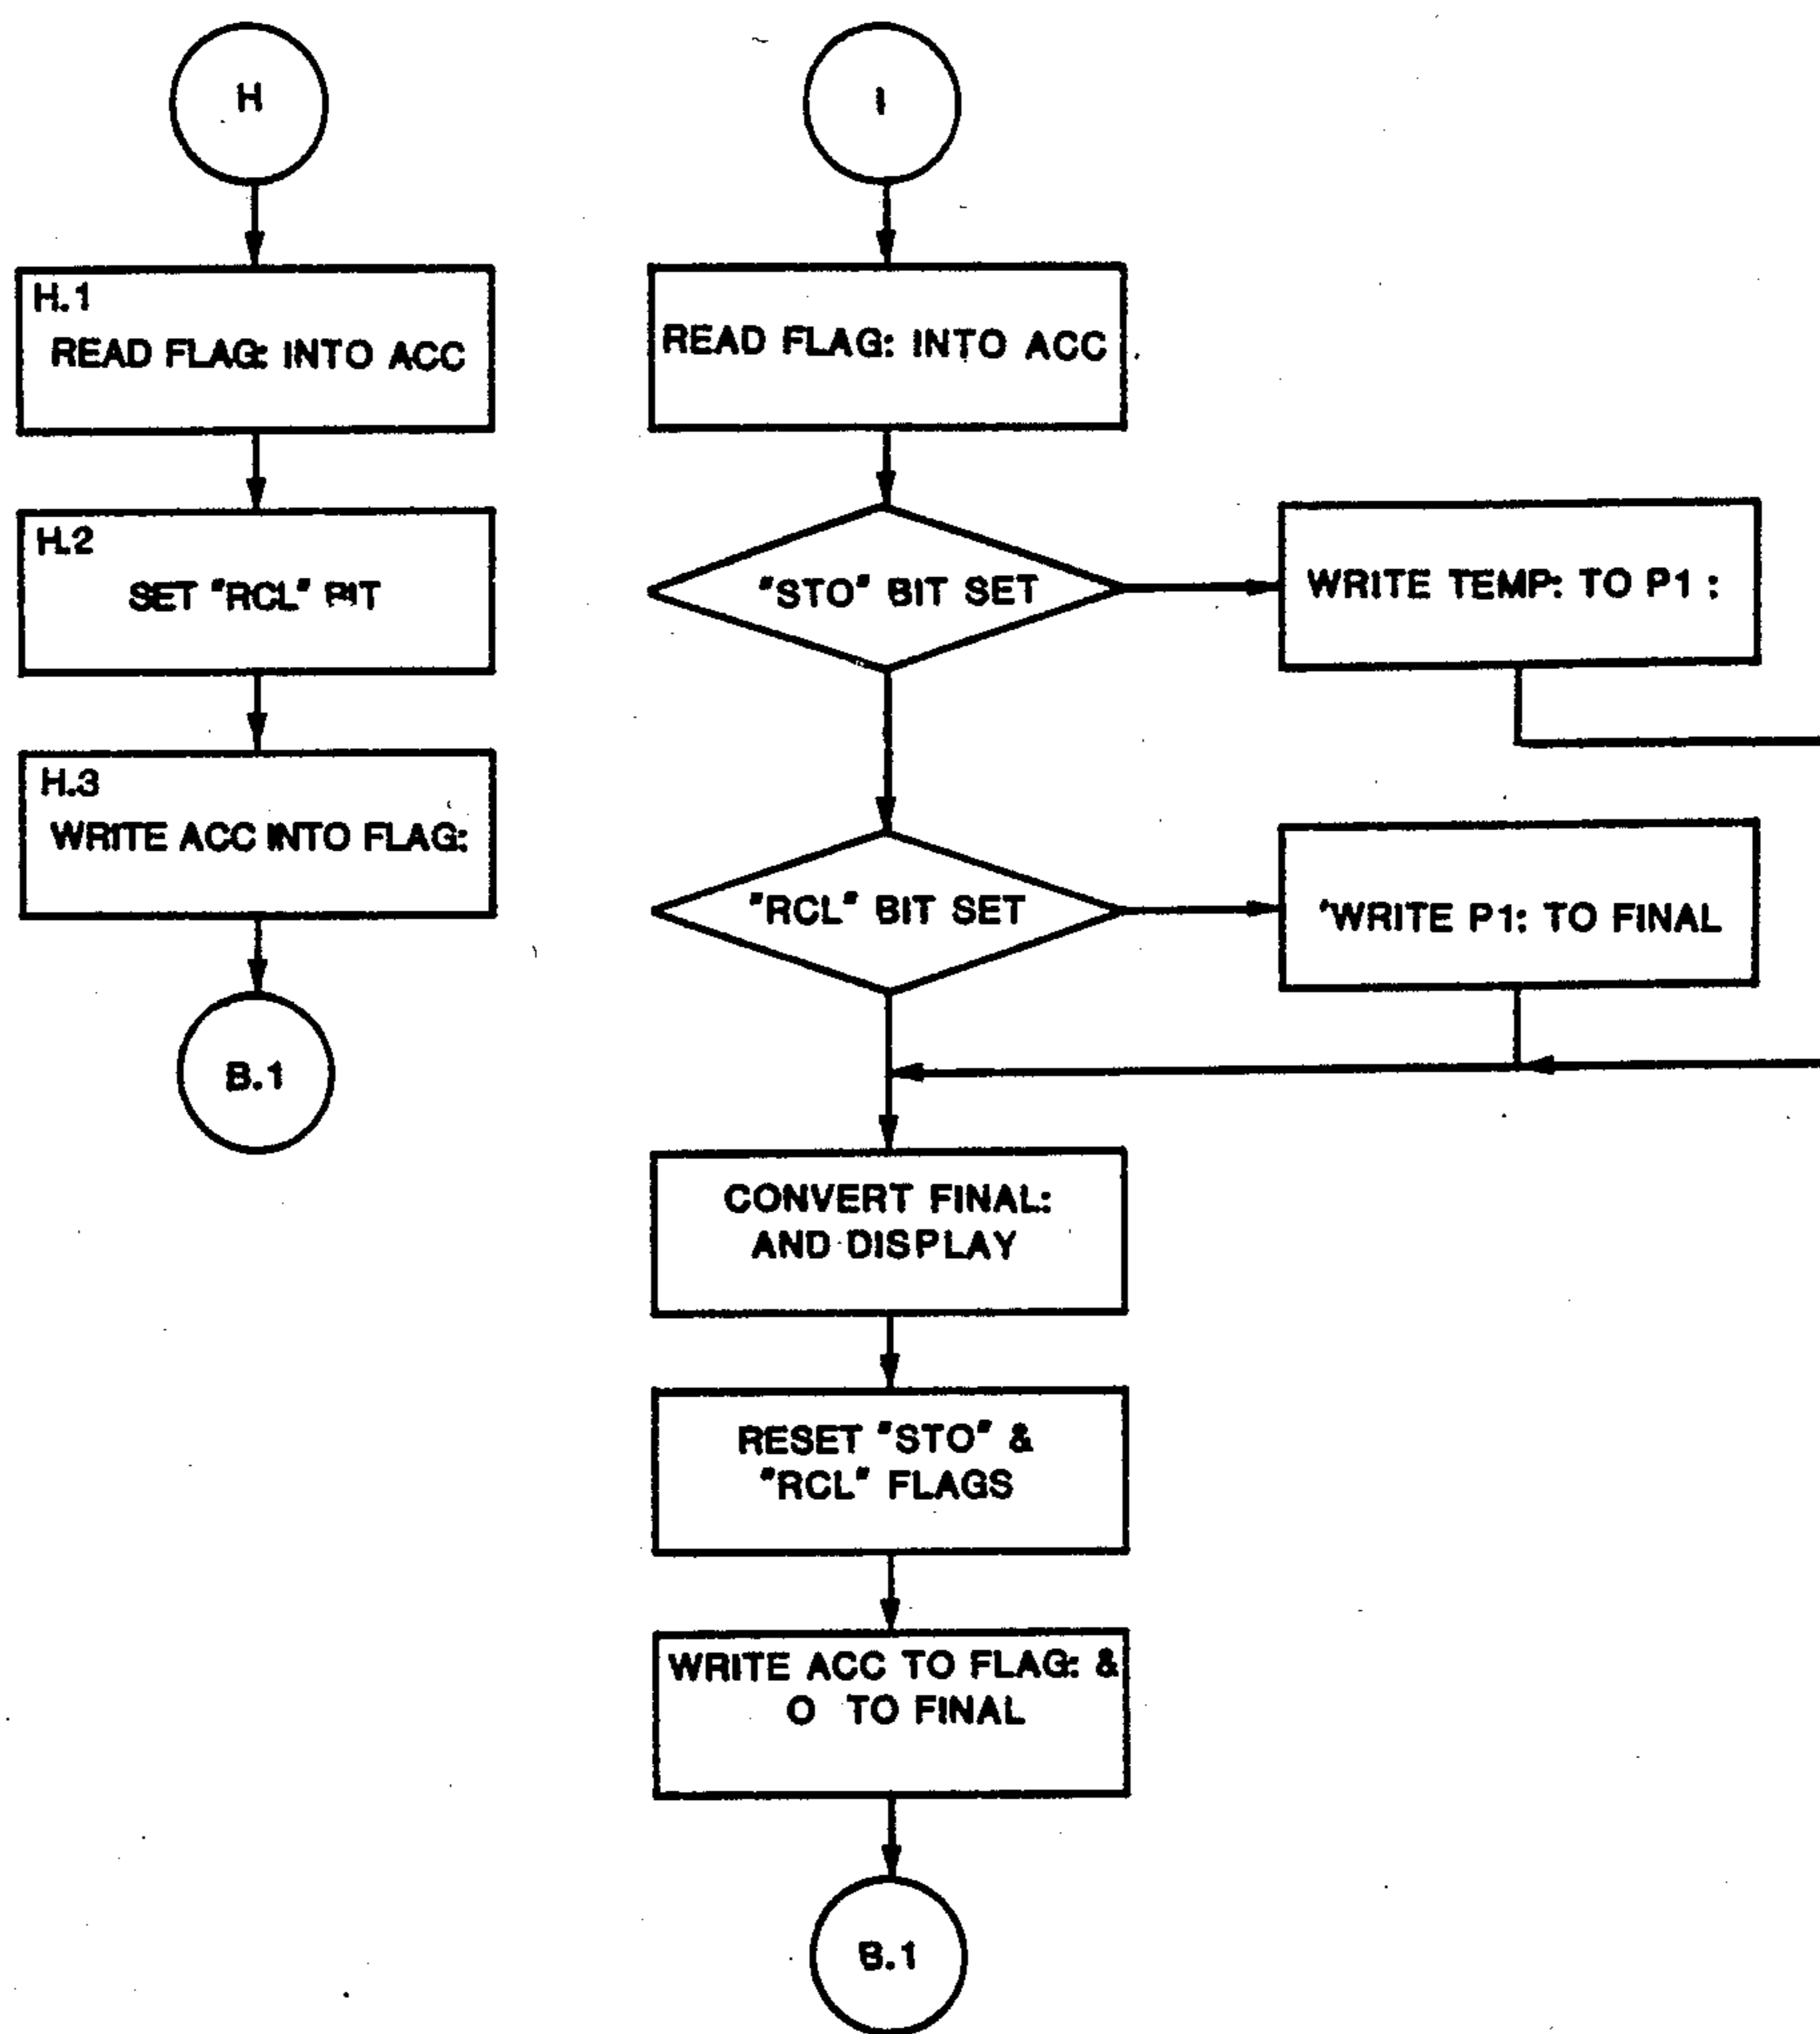 H
H.1
READ FLAG: INTO ACC
H.2
SET "RCL" BIT
H.3
WRITE ACC INTO FLAG:
B.1
I
READ FLAG: INTO ACC
"STO" BIT SET
WRITE TEMP: TO P1 :
"RCL" BIT SET
WRITE P1: TO FINAL
CONVERT FINAL:
AND DISPLAY
RESET "STO" &
"RCL" FLAGS
WRITE ACC TO FLAG: &
O TO FINAL
B.1